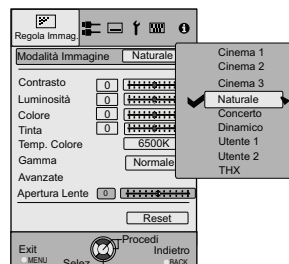 Regola Immag.
Modalità Immagine Naturale
Contrasto 0
Luminosità 0
Colore 0
Tinta 0
Temp. Colore 6500K
Gamma Normale
Avanzate
Apertura Lente 0
Reset
Exit
MENU
Selez
Procedi
Indietro
BACK
Cinema 1
Cinema 2
Cinema 3
Naturale
Concerto
Dinamico
Utente 1
Utente 2
THX